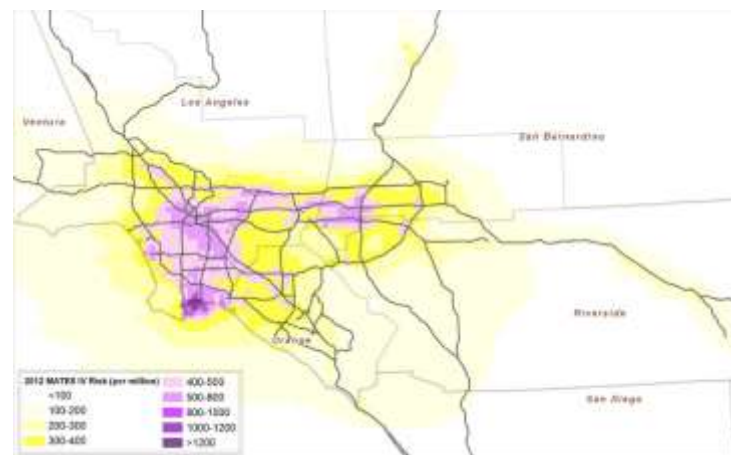 Los Angeles
Ventura
San Bernardino
Riverside
Orange
San Diego
2012 MATES IV Risk (per million)
<100
100-200
200-300
300-400
400-500
500-800
800-1000
1000-1200
>1200